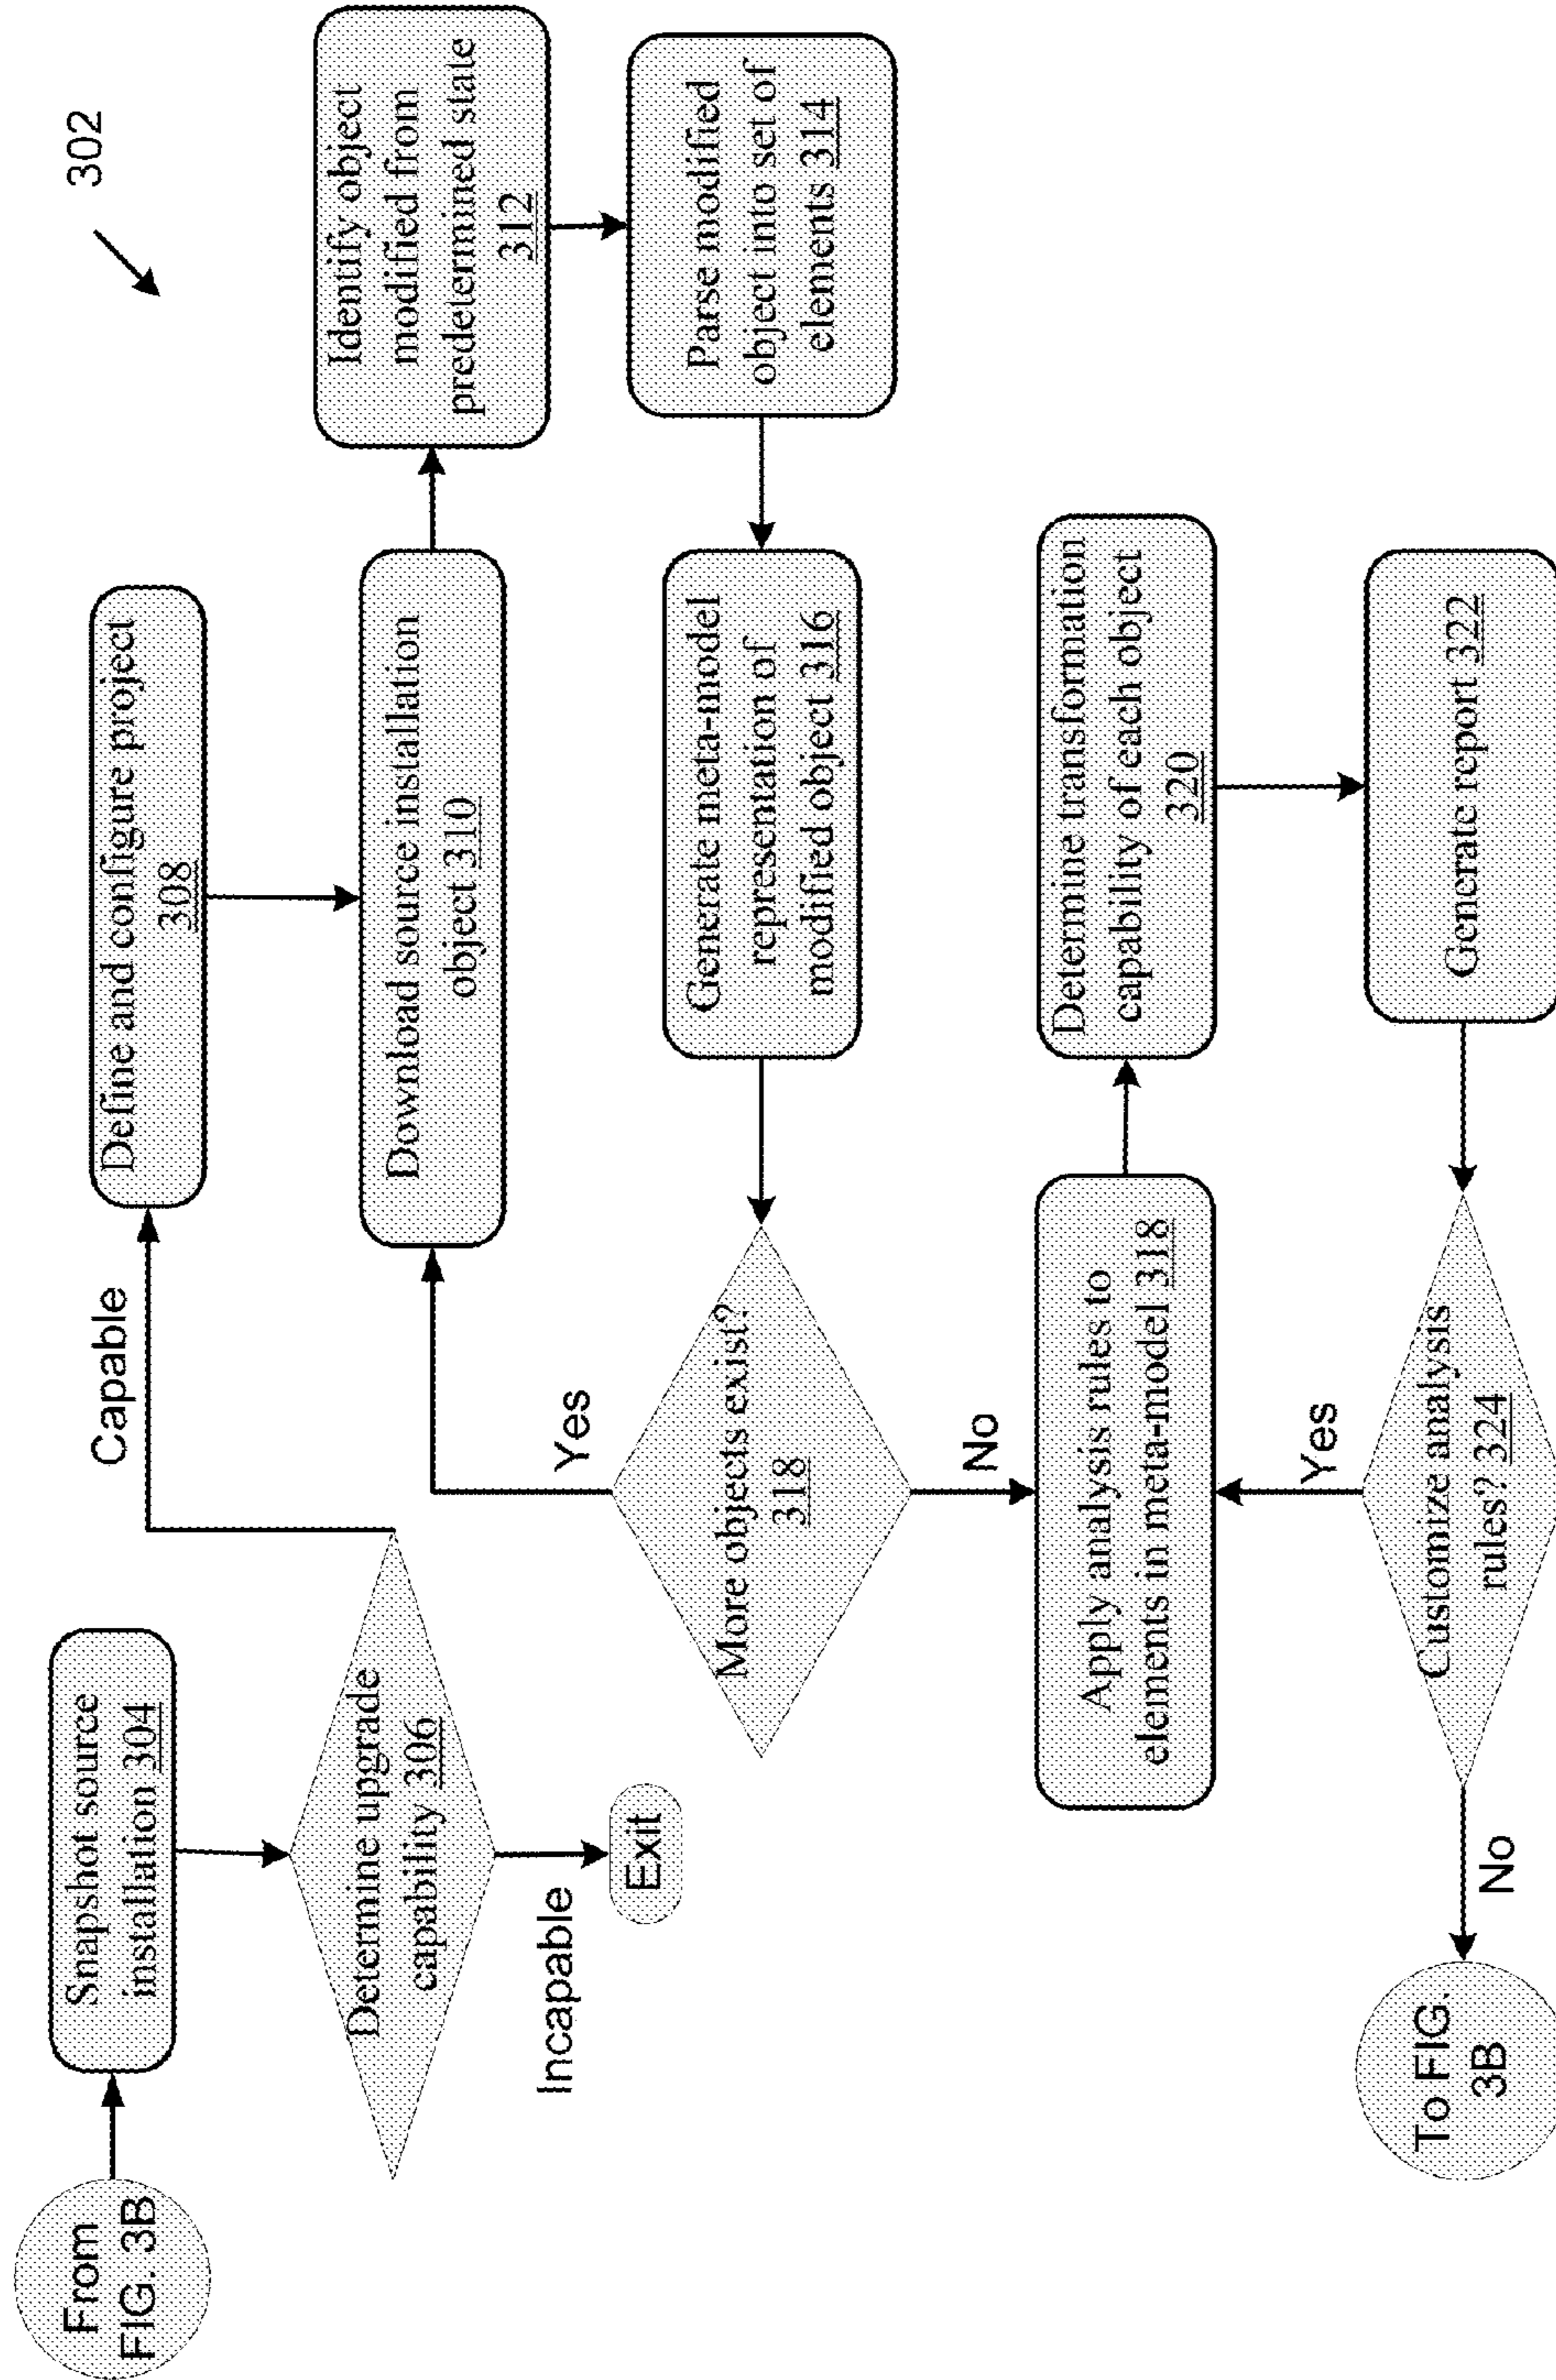 302
From
FIG. 3B
Snapshot source
installation 304
Determine upgrade
capability 306
Incapable
Exit
Capable
Define and configure project
308
Download source installation
object 310
Identify object
modified from
predetermined state
312
Parse modified
object into set of
elements 314
Generate meta-model
representation of
modified object 316
More objects exist?
318
Yes
No
Apply analysis rules to
elements in meta-model 318
Determine transformation
capability of each object
320
Generate report 322
Customize analysis
rules? 324
Yes
No
To FIG.
3B